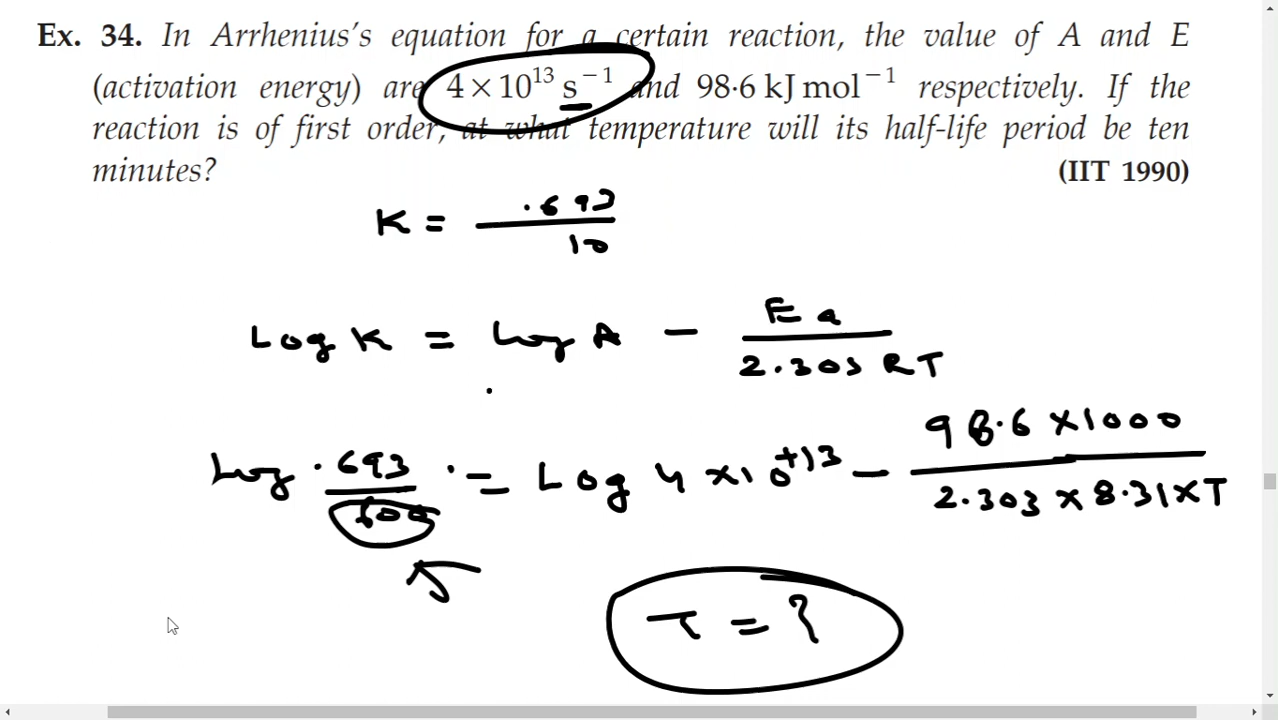 Ex. 34. In Arrhenius's equation for a certain reaction, the value of A and E
(activation energy) are 4 × 10¹³ s⁻¹ and 98·6 kJ mol⁻¹ respectively. If the
reaction is of first order, at what temperature will its half-life period be ten
minutes? (IIT 1990)
K = .693 / 10
Log K = Log A − Ea / 2.303 RT
Log .693 / 600 = Log 4 × 10⁺¹³ − 98.6 × 1000 / 2.303 × 8.31 × T
T = ?